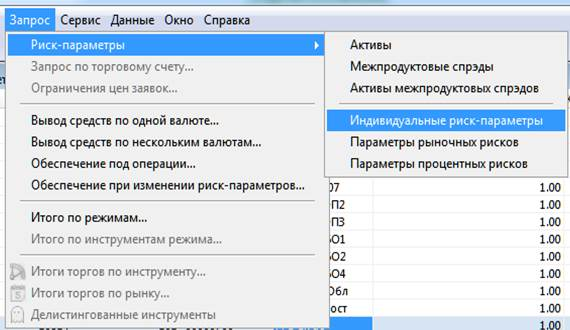 Запрос Сервис Данные Окно Справка
Риск-параметры
Активы
Запрос по торговому счету...
Межпродуктовые спрэды
Ограничения цен заявок...
Активы межпродуктовых спрэдов
Вывод средств по одной валюте...
Индивидуальные риск-параметры
Вывод средств по нескольким валютам...
Параметры рыночных рисков
Обеспечение под операции...
Параметры процентных рисков
Обеспечение при изменении риск-параметров...
07 1.00
Итого по режимам...
П2 1.00
П3 1.00
Итого по инструментам режима...
О1 1.00
О2 1.00
Итоги торгов по инструменту...
О4 1.00
Итоги торгов по рынку...
Обл 1.00
Делистингованные инструменты
ост 1.00
1.00